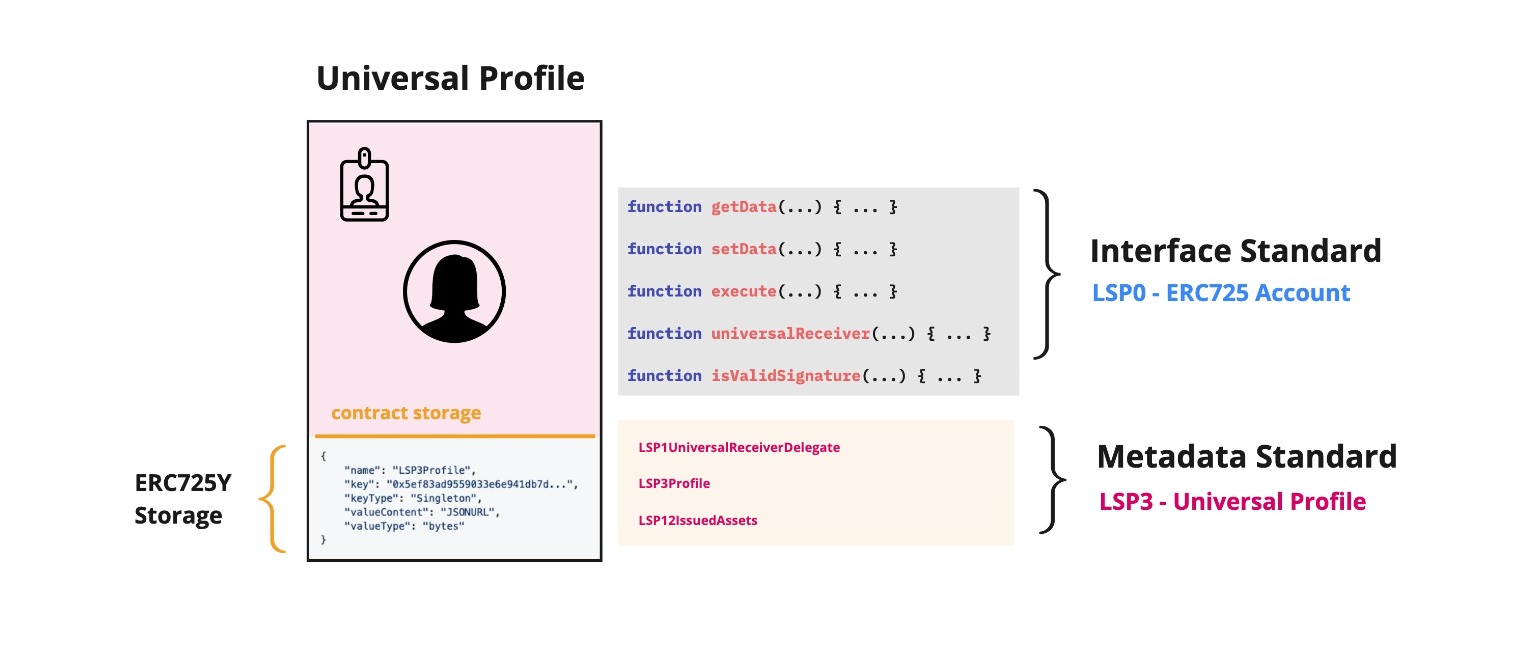 Universal Profile
function getData(...) { ... }
function setData(...) { ... }
function execute(...) { ... }
function universalReceiver(...) { ... }
function isValidSignature(...) { ... }
Interface Standard
LSP0 - ERC725 Account
contract storage
ERC725Y
Storage
{
"name": "LSP3Profile",
"key": "0x5ef83ad9559033e6e941db7d...",
"keyType": "Singleton",
"valueContent": "JSONURL",
"valueType": "bytes"
}
LSP1UniversalReceiverDelegate
LSP3Profile
LSP12IssuedAssets
Metadata Standard
LSP3 - Universal Profile